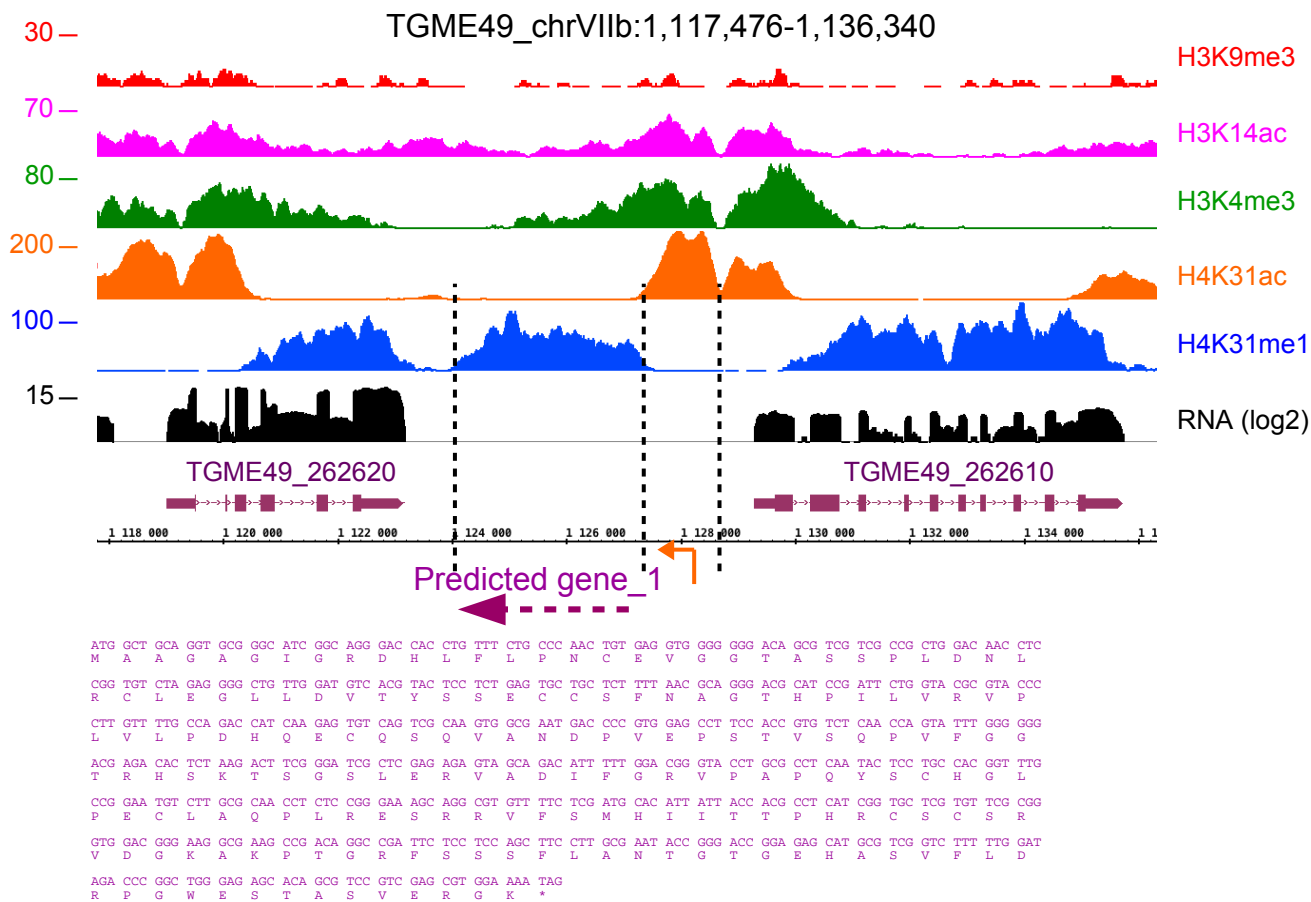 TGME49_chrVIIb:1,117,476-1,136,340
30
H3K9me3
70
H3K14ac
80
H3K4me3
200
H4K31ac
100
H4K31me1
15
RNA (log2)
TGME49_262620
TGME49_262610
1 118 000
1 120 000
1 122 000
1 124 000
1 126 000
1 128 000
1 130 000
1 132 000
1 134 000
1 1
Predicted gene_1
ATG GCT GCA GGT GCG GGC ATC GGC AGG GAC CAC CTG TTT CTG CCC AAC TGT GAG GTG GGG GGG ACA GCG TCG TCG CCG CTG GAC AAC CTC
M A A G A G I G R D H L F L P N C E V G G T A S S P L D N L
CGG TGT CTA GAG GGG CTG TTG GAT GTC ACG TAC TCC TCT GAG TGC TGC TCT TTT AAC GCA GGG ACG CAT CCG ATT CTG GTA CGC GTA CCC
R C L E G L L D V T Y S S E C C S F N A G T H P I L V R V P
CTT GTT TTG CCA GAC CAT CAA GAG TGT CAG TCG CAA GTG GCG AAT GAC CCC GTG GAG CCT TCC ACC GTG TCT CAA CCA GTA TTT GGG GGG
L V L P D H Q E C Q S Q V A N D P V E P S T V S Q P V F G G
ACG AGA CAC TCT AAG ACT TCG GGA TCG CTC GAG AGA GTA GCA GAC ATT TTT GGA CGG GTA CCT GCG CCT CAA TAC TCC TGC CAC GGT TTG
T R H S K T S G S L E R V A D I F G R V P A P Q Y S C H G L
CCG GAA TGT CTT GCG CAA CCT CTC CGG GAA AGC AGG CGT GTT TTC TCG ATG CAC ATT ATT ACC ACG CCT CAT CGG TGC TCG TGT TCG CGG
P E C L A Q P L R E S R R V F S M H I I T T P H R C S C S R
GTG GAC GGG AAG GCG AAG CCG ACA GGC CGA TTC TCC TCC AGC TTC CTT GCG AAT ACC GGG ACC GGA GAG CAT GCG TCG GTC TTT TTG GAT
V D G K A K P T G R F S S S F L A N T G T G E H A S V F L D
AGA CCC GGC TGG GAG AGC ACA GCG TCC GTC GAG CGT GGA AAA TAG
R P G W E S T A S V E R G K *